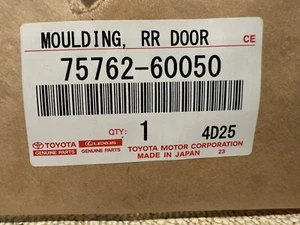 MOULDING, RR DOOR CE
75762-60050
QTY: 1 4D25
TOYOTA LEXUS TOYOTA MOTOR CORPORATION
GENUINE PARTS GENUINE PARTS MADE IN JAPAN 23